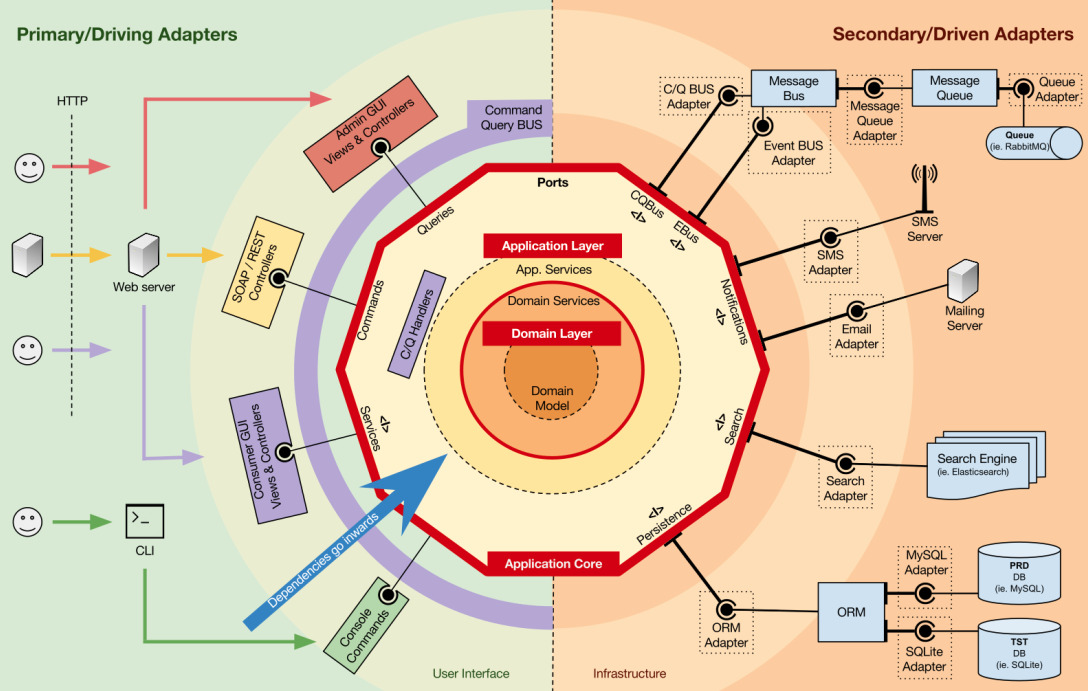 Primary/Driving Adapters
Secondary/Driven Adapters
HTTP
Web server
>_
CLI
Admin GUI
Views & Controllers
SOAP / REST
Controllers
Consumer GUI
Views & Controllers
Console
Commands
Dependencies go inwards
Command
Query BUS
Ports
Queries
Commands
Services
</>
C/Q Handlers
Application Layer
App. Services
Domain Services
Domain Layer
Domain
Model
Application Core
CQBus
</>
EBus
</>
Notifications
</>
Search
</>
Persistence
</>
C/Q BUS
Adapter
Message
Bus
Event BUS
Adapter
Message
Queue
Adapter
Message
Queue
Queue
Adapter
Queue
(ie. RabbitMQ)
SMS
Adapter
SMS
Server
Email
Adapter
Mailing
Server
Search
Adapter
Search Engine
(ie. Elasticsearch)
ORM
Adapter
ORM
MySQL
Adapter
PRD
DB
(ie. MySQL)
SQLite
Adapter
TST
DB
(ie. SQLite)
User Interface
Infrastructure